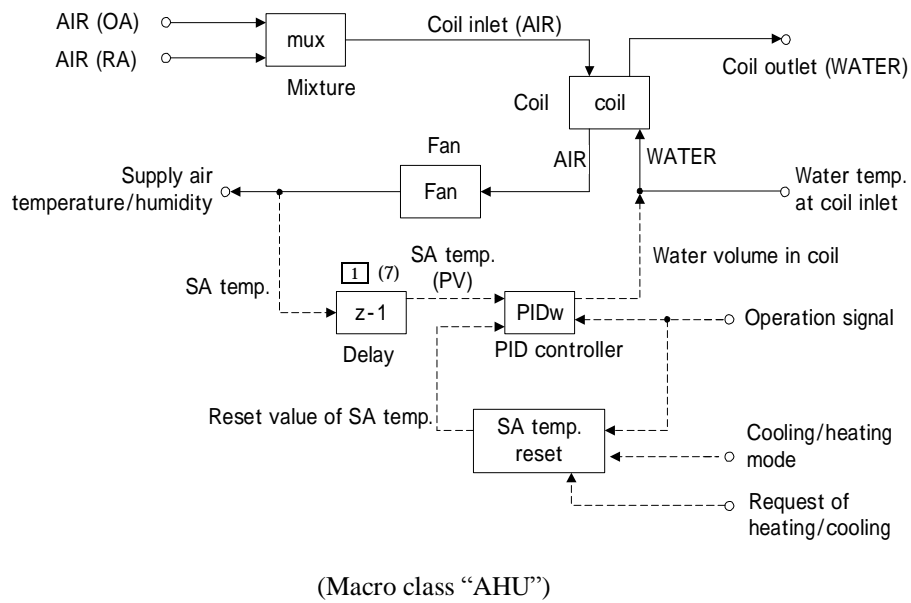 AIR (OA)
mux
Coil inlet (AIR)
AIR (RA)
Mixture
Coil outlet (WATER)
Coil
coil
Fan
AIR
WATER
Supply air
temperature/humidity
Fan
Water temp.
at coil inlet
SA temp.
1 (7)
SA temp.
(PV)
Water volume in coil
z-1
PIDw
Operation signal
Delay
PID controller
Reset value of SA temp.
SA temp.
reset
Cooling/heating
mode
Request of
heating/cooling
(Macro class “AHU”)